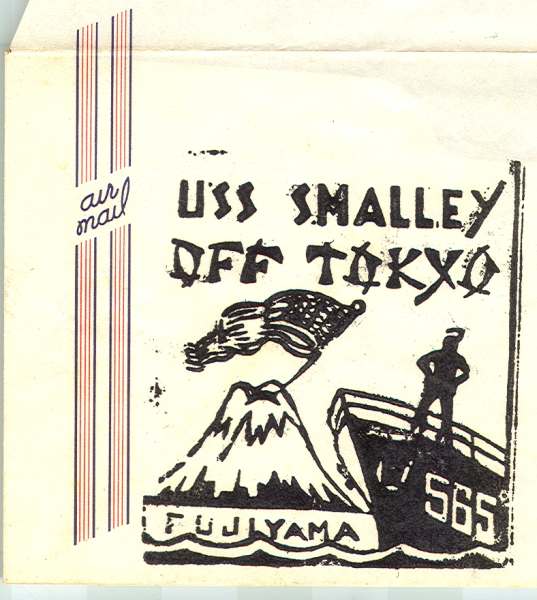 air
mail
USS SMALLEY
OFF TOKYO
FUJIYAMA
565